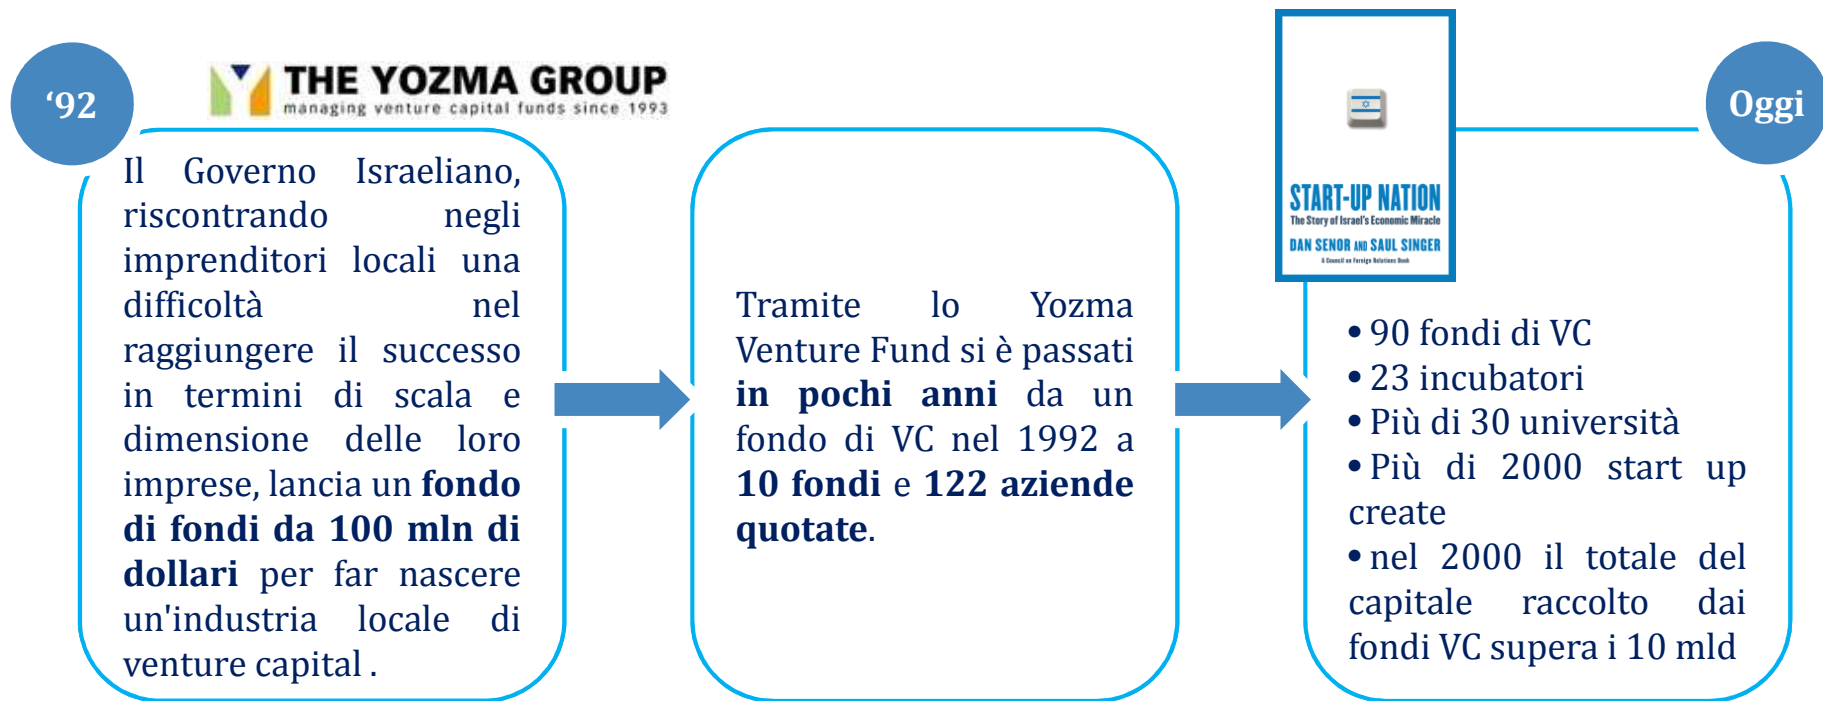 ‘92
THE YOZMA GROUP
managing venture capital funds since 1993
Il Governo Israeliano,
riscontrando negli
imprenditori locali una
difficoltà nel
raggiungere il successo
in termini di scala e
dimensione delle loro
imprese, lancia un fondo
di fondi da 100 mln di
dollari per far nascere
un'industria locale di
venture capital .
Tramite lo Yozma
Venture Fund si è passati
in pochi anni da un
fondo di VC nel 1992 a
10 fondi e 122 aziende
quotate.
START-UP NATION
The Story of Israel's Economic Miracle
DAN SENOR AND SAUL SINGER
A Council on Foreign Relations Book
Oggi
• 90 fondi di VC
• 23 incubatori
• Più di 30 università
• Più di 2000 start up
create
• nel 2000 il totale del
capitale raccolto dai
fondi VC supera i 10 mld